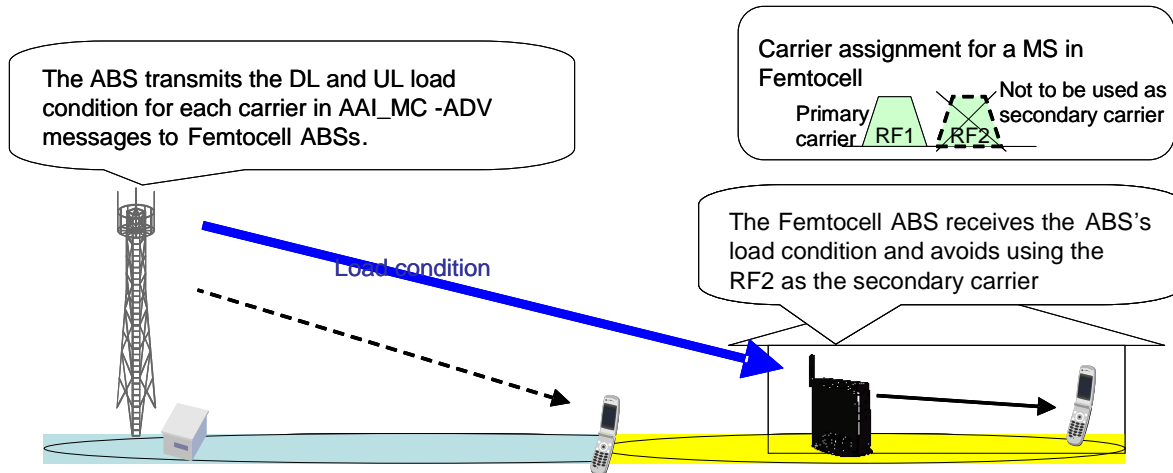 The ABS transmits the DL and UL load
condition for each carrier in AAI_MC -ADV
messages to Femtocell ABSs.
Carrier assignment for a MS in
Femtocell
Primary
carrier
RF1
RF2
Not to be used as
secondary carrier
The Femtocell ABS receives the ABS's
load condition and avoids using the
RF2 as the secondary carrier
Load condition